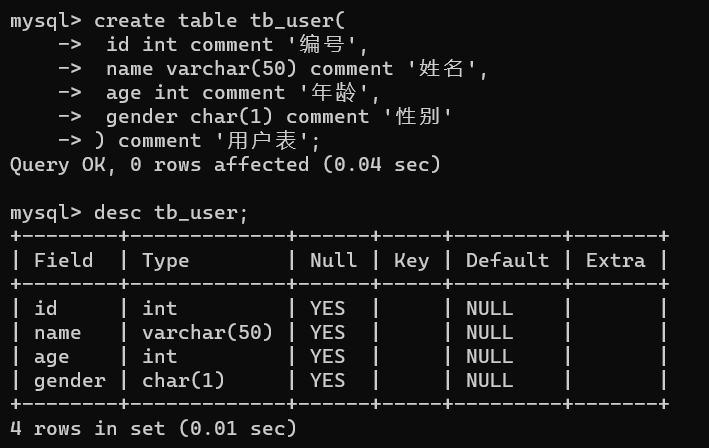 mysql> create table tb_user(
    ->  id int comment '编号',
    ->  name varchar(50) comment '姓名',
    ->  age int comment '年龄',
    ->  gender char(1) comment '性别'
    -> ) comment '用户表';
Query OK, 0 rows affected (0.04 sec)

mysql> desc tb_user;
+--------+-------------+------+-----+---------+-------+
| Field  | Type        | Null | Key | Default | Extra |
+--------+-------------+------+-----+---------+-------+
| id     | int         | YES  |     | NULL    |       |
| name   | varchar(50) | YES  |     | NULL    |       |
| age    | int         | YES  |     | NULL    |       |
| gender | char(1)     | YES  |     | NULL    |       |
+--------+-------------+------+-----+---------+-------+
4 rows in set (0.01 sec)